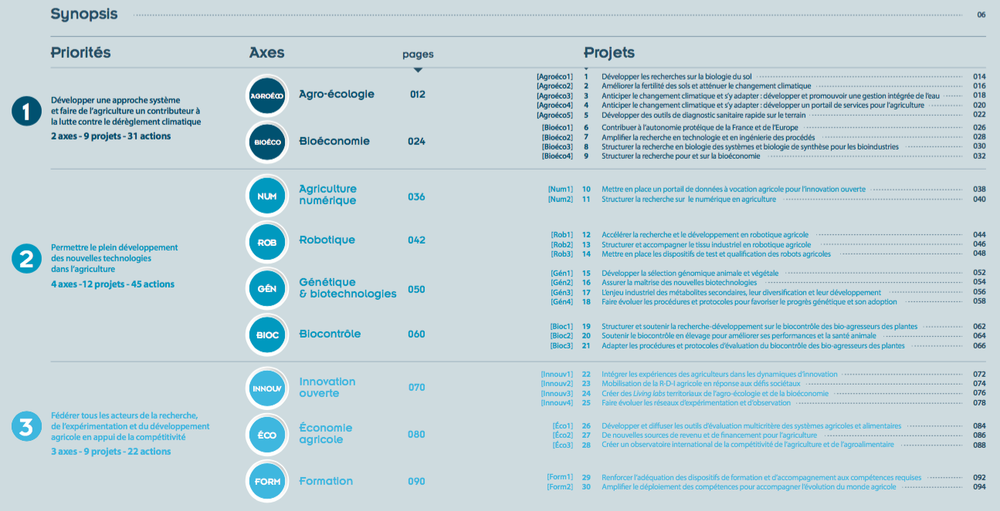 Synopsis 06
Priorités Axes pages Projets
1
Développer une approche système
et faire de l'agriculture un contributeur à
la lutte contre le dérèglement climatique
2 axes - 9 projets - 31 actions
AGROÉCO Agro-écologie 012
[Agroéco1] 1 Développer les recherches sur la biologie du sol 014
[Agroéco2] 2 Améliorer la fertilité des sols et atténuer le changement climatique 016
[Agroéco3] 3 Anticiper le changement climatique et s'y adapter : développer et promouvoir une gestion intégrée de l'eau 018
[Agroéco4] 4 Anticiper le changement climatique et s'y adapter : développer un portail de services pour l'agriculture 020
[Agroéco5] 5 Développer des outils de diagnostic sanitaire rapide sur le terrain 022
BIOÉCO Bioéconomie 024
[Bioéco1] 6 Contribuer à l'autonomie protéique de la France et de l'Europe 026
[Bioéco2] 7 Amplifier la recherche en technologie et en ingénierie des procédés 028
[Bioéco3] 8 Structurer la recherche en biologie des systèmes et biologie de synthèse pour les bioindustries 030
[Bioéco4] 9 Structurer la recherche pour et sur la bioéconomie 032
2
Permettre le plein développement
des nouvelles technologies
dans l'agriculture
4 axes -12 projets - 45 actions
NUM Agriculture
numérique 036
[Num1] 10 Mettre en place un portail de données à vocation agricole pour l'innovation ouverte 038
[Num2] 11 Structurer la recherche sur le numérique en agriculture 040
ROB Robotique 042
[Rob1] 12 Accélérer la recherche et le développement en robotique agricole 044
[Rob2] 13 Structurer et accompagner le tissu industriel en robotique agricole 046
[Rob3] 14 Mettre en place les dispositifs de test et qualification des robots agricoles 048
GÉN Génétique
& biotechnologies 050
[Gén1] 15 Développer la sélection génomique animale et végétale 052
[Gén2] 16 Assurer la maîtrise des nouvelles biotechnologies 054
[Gén3] 17 L'enjeu industriel des métabolites secondaires, leur diversification et leur développement 056
[Gén4] 18 Faire évoluer les procédures et protocoles pour favoriser le progrès génétique et son adoption 058
BIOC Biocontrôle 060
[Bioc1] 19 Structurer et soutenir la recherche-développement sur le biocontrôle des bio-agresseurs des plantes 062
[Bioc2] 20 Soutenir le biocontrôle en élevage pour améliorer ses performances et la santé animale 064
[Bioc3] 21 Adapter les procédures et protocoles d'évaluation du biocontrôle des bio-agresseurs des plantes 066
3
Fédérer tous les acteurs de la recherche,
de l'expérimentation et du développement
agricole en appui de la compétitivité
3 axes - 9 projets - 22 actions
INNOUV Innovation
ouverte 070
[Innouv1] 22 Intégrer les expériences des agriculteurs dans les dynamiques d'innovation 072
[Innouv2] 23 Mobilisation de la R-D-I agricole en réponse aux défis sociétaux 074
[Innouv3] 24 Créer des Living labs territoriaux de l'agro-écologie et de la bioéconomie 076
[Innouv4] 25 Faire évoluer les réseaux d'expérimentation et d'observation 078
ÉCO Économie
agricole 080
[Éco1] 26 Développer et diffuser les outils d'évaluation multicritère des systèmes agricoles et alimentaires 084
[Éco2] 27 De nouvelles sources de revenu et de financement pour l'agriculture 086
[Éco3] 28 Créer un observatoire international de la compétitivité de l'agriculture et de l'agroalimentaire 088
FORM Formation 090
[Form1] 29 Renforcer l'adéquation des dispositifs de formation et d'accompagnement aux compétences requises 092
[Form2] 30 Amplifier le déploiement des compétences pour accompagner l'évolution du monde agricole 094